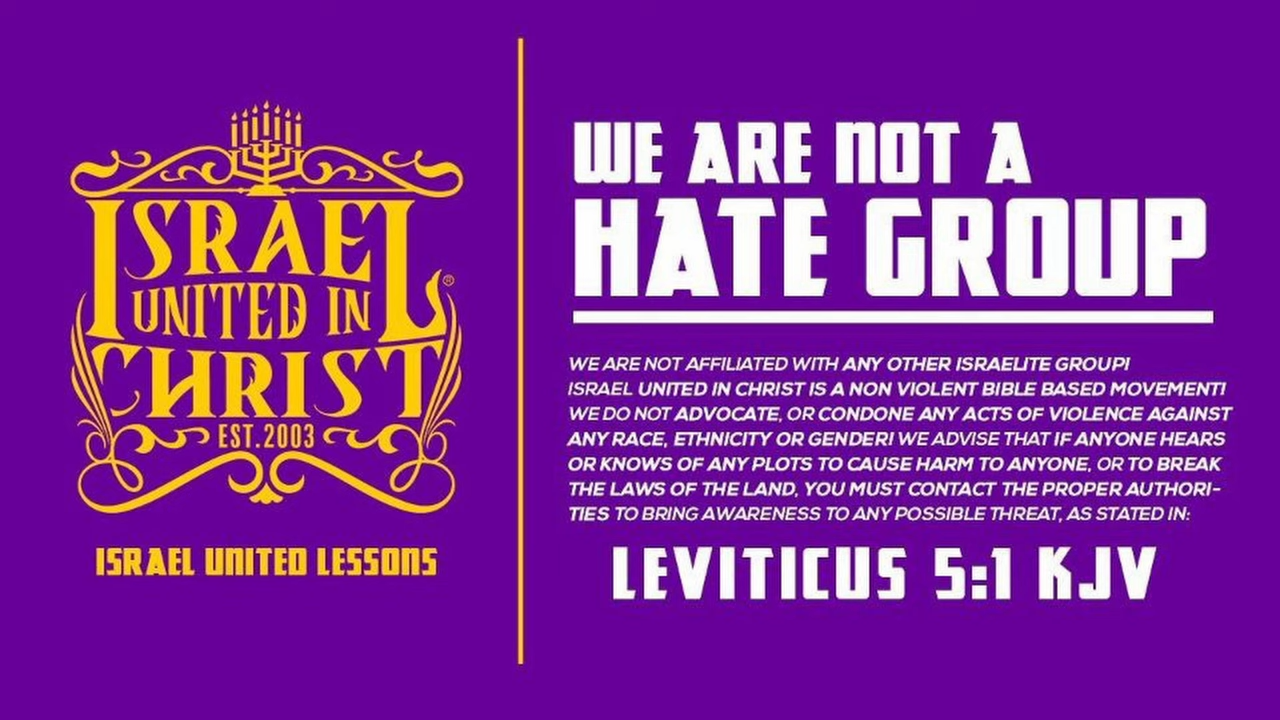 ISRAEL
UNITED IN
CHRIST
EST.2003
®
ISRAEL UNITED LESSONS
WE ARE NOT A
HATE GROUP
WE ARE NOT AFFILIATED WITH ANY OTHER ISRAELITE GROUP!
ISRAEL UNITED IN CHRIST IS A NON VIOLENT BIBLE BASED MOVEMENT!
WE DO NOT ADVOCATE, OR CONDONE ANY ACTS OF VIOLENCE AGAINST
ANY RACE, ETHNICITY OR GENDER! WE ADVISE THAT IF ANYONE HEARS
OR KNOWS OF ANY PLOTS TO CAUSE HARM TO ANYONE, OR TO BREAK
THE LAWS OF THE LAND, YOU MUST CONTACT THE PROPER AUTHORI-
TIES TO BRING AWARENESS TO ANY POSSIBLE THREAT, AS STATED IN:
LEVITICUS 5:1 KJV